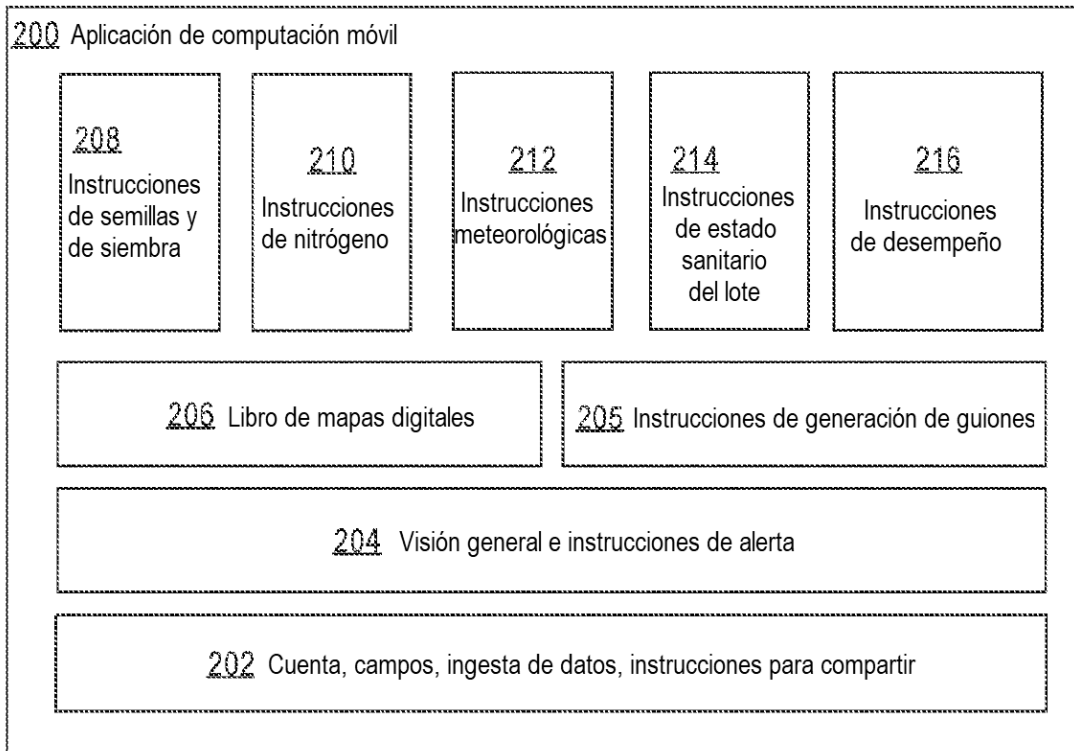 200 Aplicación de computación móvil
208
Instrucciones
de semillas y
de siembra
210
Instrucciones
de nitrógeno
212
Instrucciones
meteorológicas
214
Instrucciones
de estado
sanitario
del lote
216
Instrucciones
de desempeño
206 Libro de mapas digitales
205 Instrucciones de generación de guiones
204 Visión general e instrucciones de alerta
202 Cuenta, campos, ingesta de datos, instrucciones para compartir